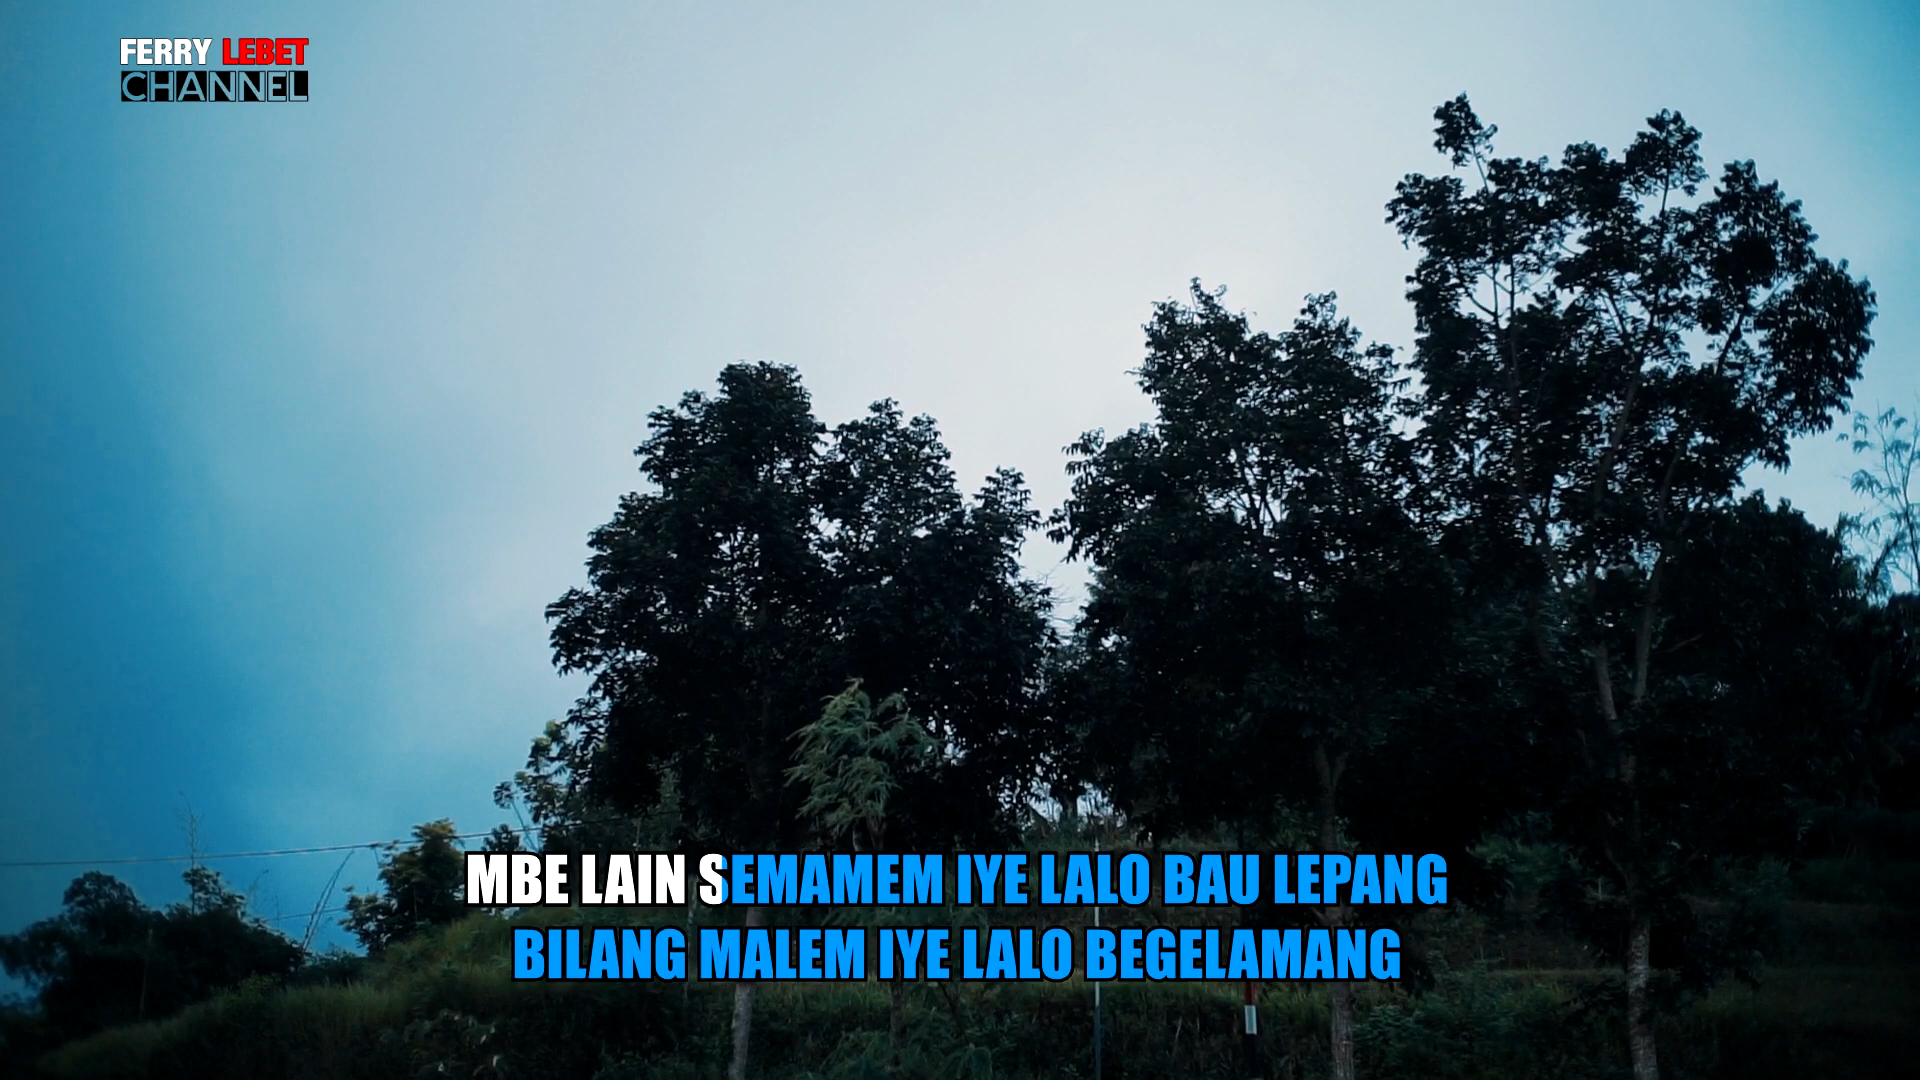 FERRY LEBET
CHANNEL
MBE LAIN SEMAMEM IYE LALO BAU LEPANG
BILANG MALEM IYE LALO BEGELAMANG